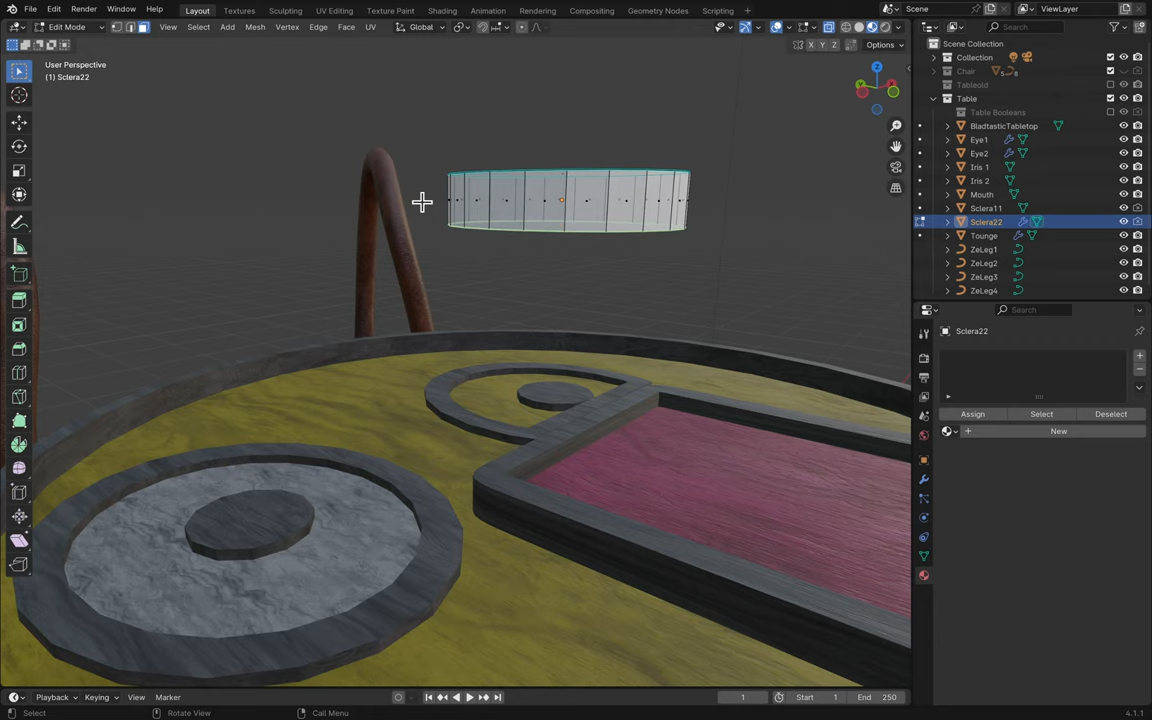 File Edit Render Window Help Layout Textures Sculpting UV Editing Texture Paint Shading Animation Rendering Compositing Geometry Nodes Scripting Scene ViewLayer
Edit Mode View Select Add Mesh Vertex Edge Face UV Global Search
X Y Z Options
User Perspective
(1) Sclera22
Z
Scene Collection
Collection
Chair 5 8
Tableold
Table
Table Booleans
BladtasticTabletop
Eye1
Eye2
Iris 1
Iris 2
Mouth
Sclera11
Sclera22
Tounge
ZeLeg1
ZeLeg2
ZeLeg3
ZeLeg4
Search
Sclera22
Assign Select Deselect
New
Playback Keying View Marker 1 Start 1 End 250
Select Rotate View Call Menu 4.1.1